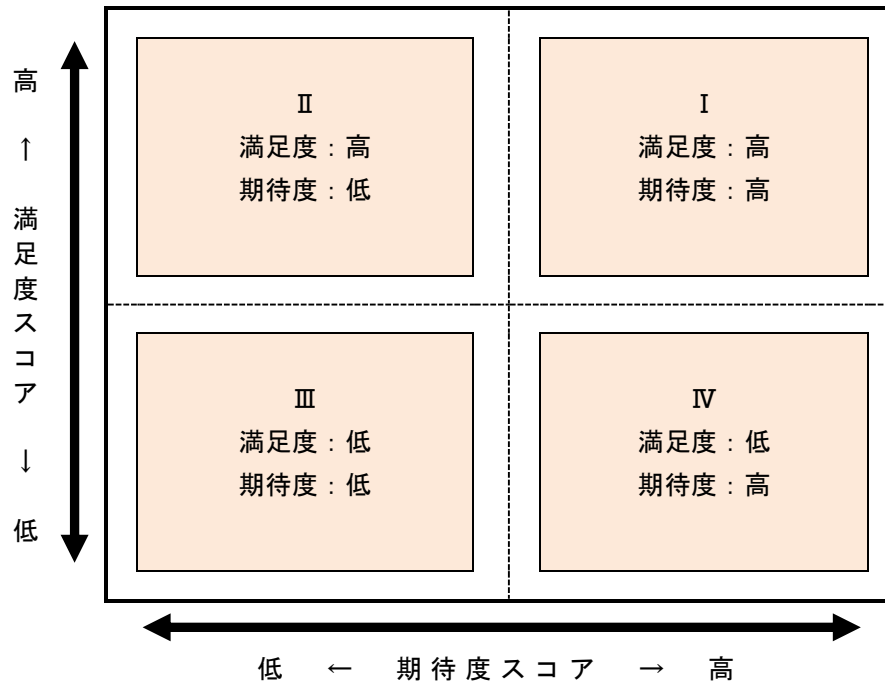 高 ↑ 満足度スコア ↓ 低
Ⅱ
満足度：高
期待度：低
Ⅰ
満足度：高
期待度：高
Ⅲ
満足度：低
期待度：低
Ⅳ
満足度：低
期待度：高
低 ← 期待度スコア → 高